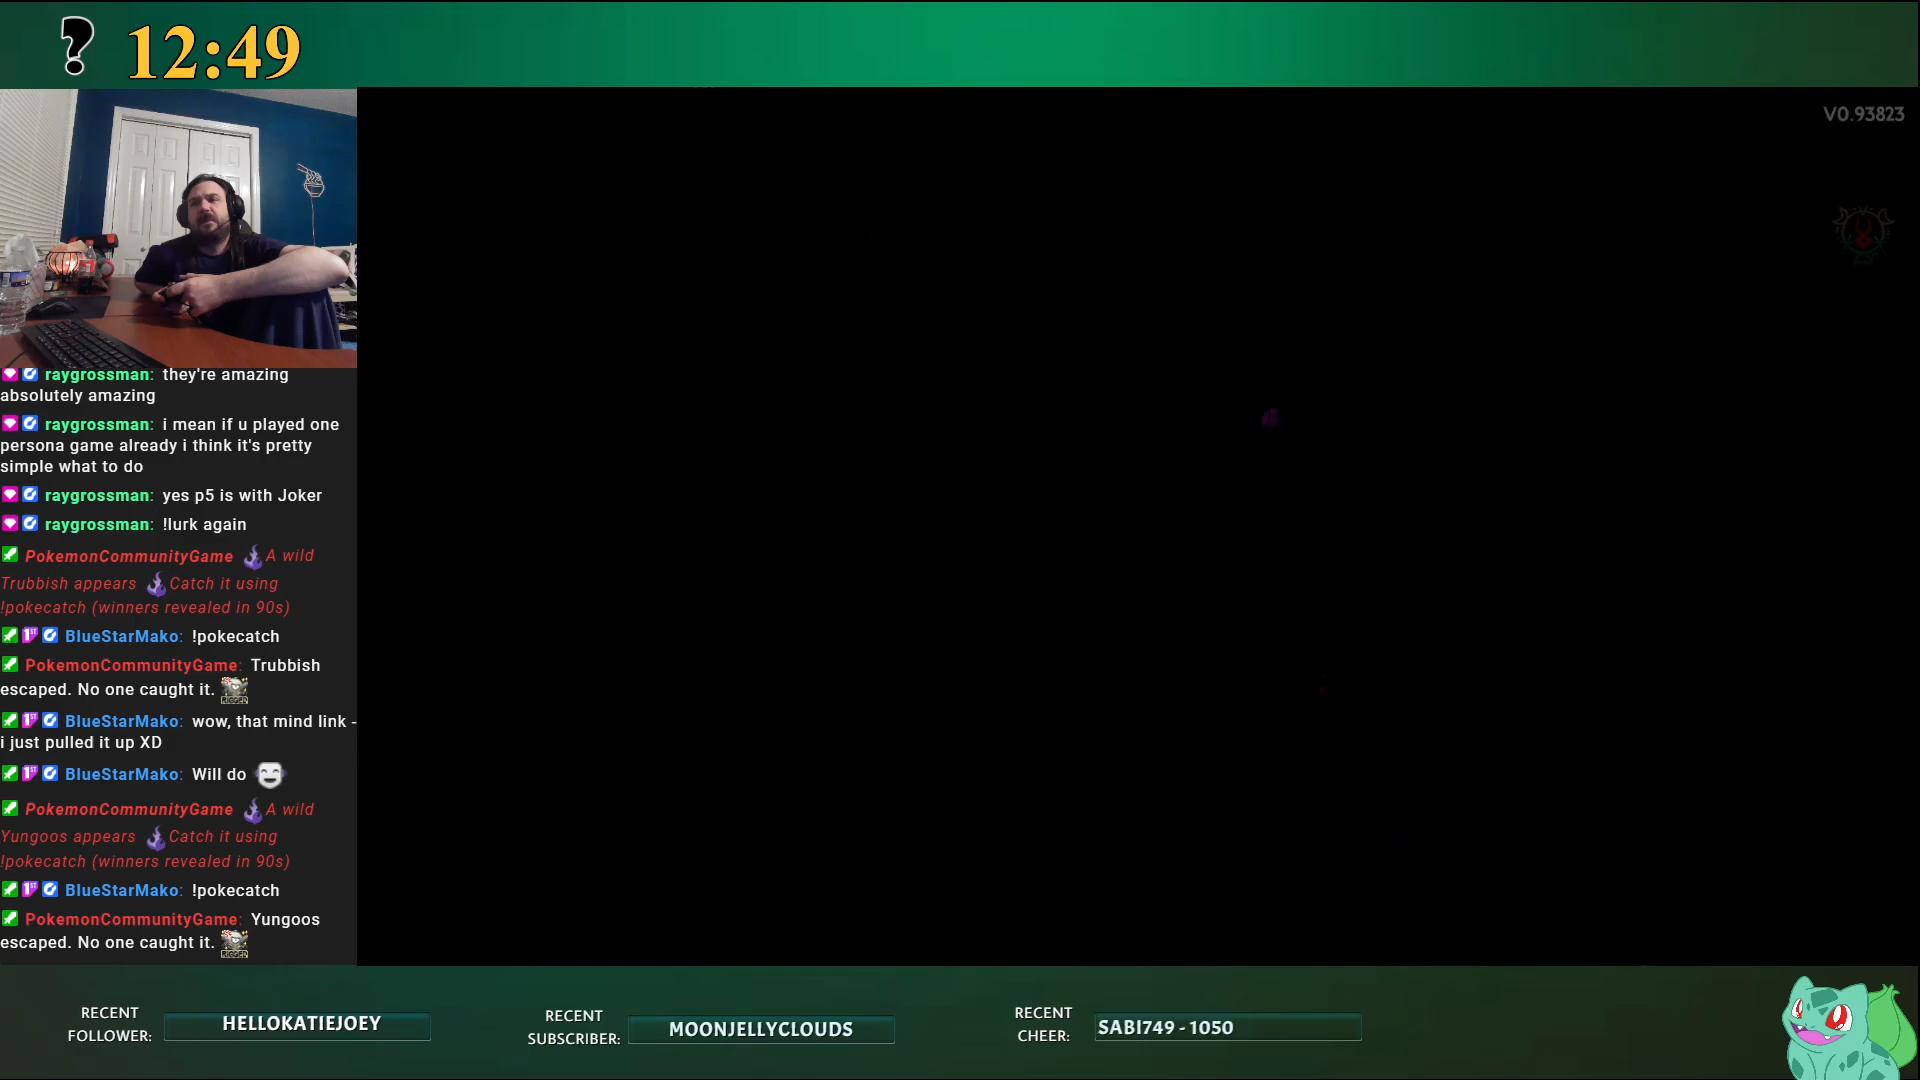 12:49
V0.93823
raygrossman: they're amazing
absolutely amazing
raygrossman: i mean if u played one
persona game already i think it's pretty
simple what to do
raygrossman: yes p5 is with Joker
raygrossman: !lurk again
PokemonCommunityGame A wild
Trubbish appears Catch it using
!pokecatch (winners revealed in 90s)
BlueStarMako: !pokecatch
PokemonCommunityGame: Trubbish
escaped. No one caught it.
BlueStarMako: wow, that mind link -
i just pulled it up XD
BlueStarMako: Will do
PokemonCommunityGame A wild
Yungoos appears Catch it using
!pokecatch (winners revealed in 90s)
BlueStarMako: !pokecatch
PokemonCommunityGame: Yungoos
escaped. No one caught it.
RECENT
FOLLOWER:
HELLOKATIEJOEY
RECENT
SUBSCRIBER:
MOONJELLYCLOUDS
RECENT
CHEER:
SABI749 - 1050